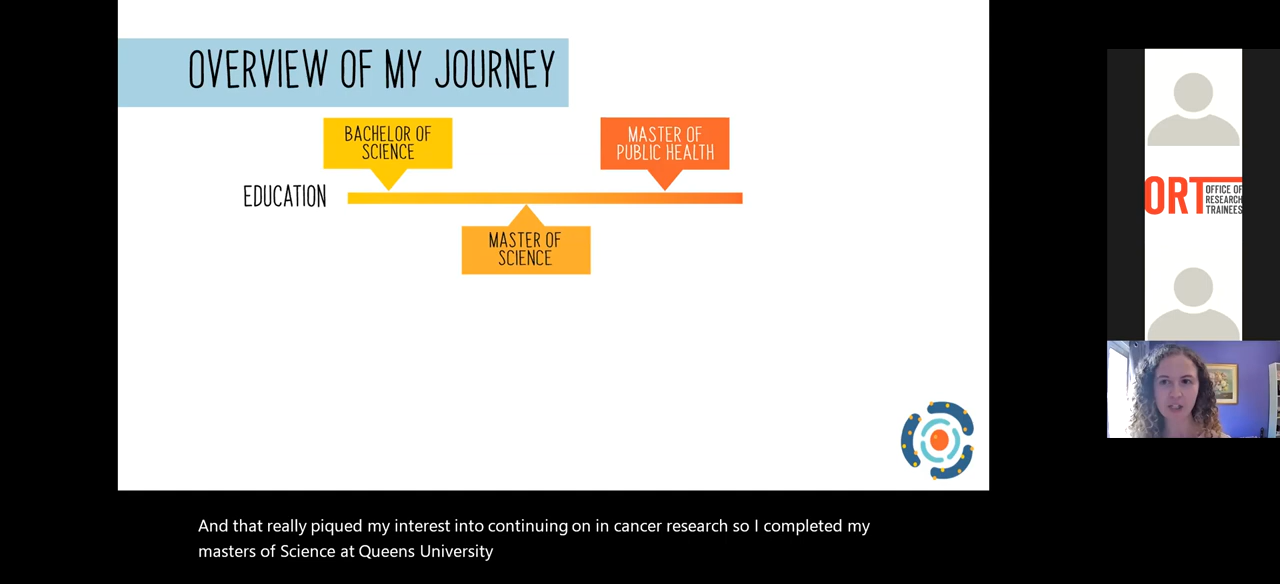 OVERVIEW OF MY JOURNEY
BACHELOR OF
SCIENCE
MASTER OF
PUBLIC HEALTH
EDUCATION
MASTER OF
SCIENCE
ORT OFFICE OF
RESEARCH
TRAINEES
And that really piqued my interest into continuing on in cancer research so I completed my
masters of Science at Queens University